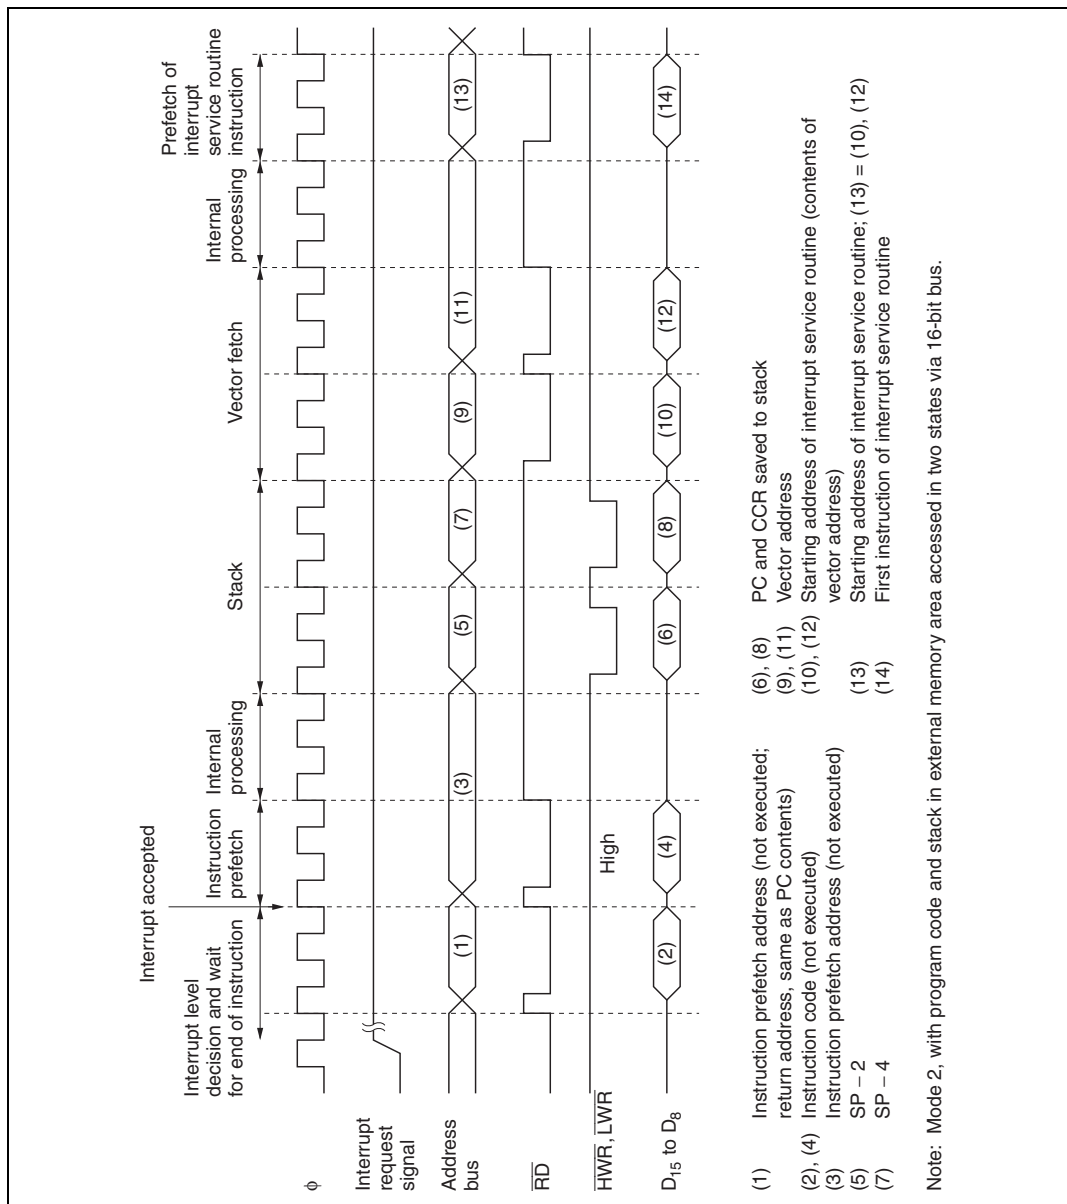 Interrupt accepted
Interrupt level
decision and wait
for end of instruction
Instruction
prefetch
Internal
processing
Stack
Vector fetch
Internal
processing
Prefetch of
interrupt
service routine
instruction
φ
Interrupt
request
signal
Address
bus
(1)
(3)
(5)
(7)
(9)
(11)
(13)
RD
HWR, LWR
High
D15 to D8
(2)
(4)
(6)
(8)
(10)
(12)
(14)
(1) Instruction prefetch address (not executed;
return address, same as PC contents)
(2), (4) Instruction code (not executed)
(3) Instruction prefetch address (not executed)
(5) SP – 2
(7) SP – 4
(6), (8) PC and CCR saved to stack
(9), (11) Vector address
(10), (12) Starting address of interrupt service routine (contents of
vector address)
(13) Starting address of interrupt service routine; (13) = (10), (12)
(14) First instruction of interrupt service routine
Note: Mode 2, with program code and stack in external memory area accessed in two states via 16-bit bus.